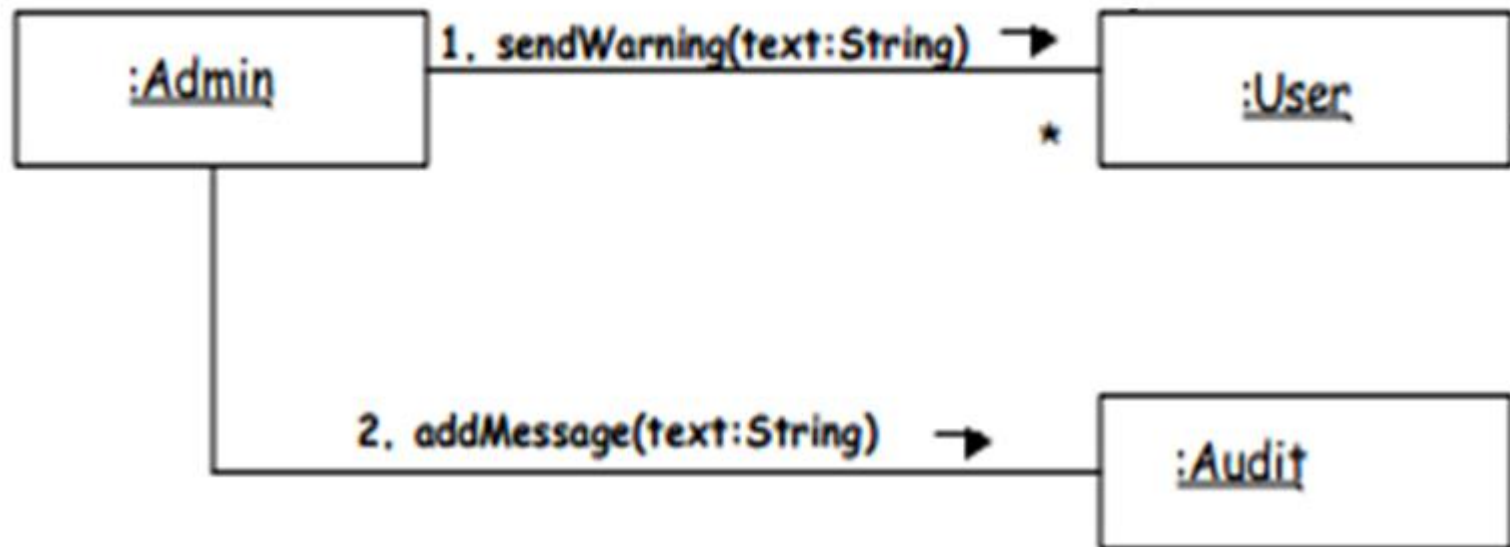 1. sendWarning(text:String)
:Admin
:User
*
2. addMessage(text:String)
:Audit